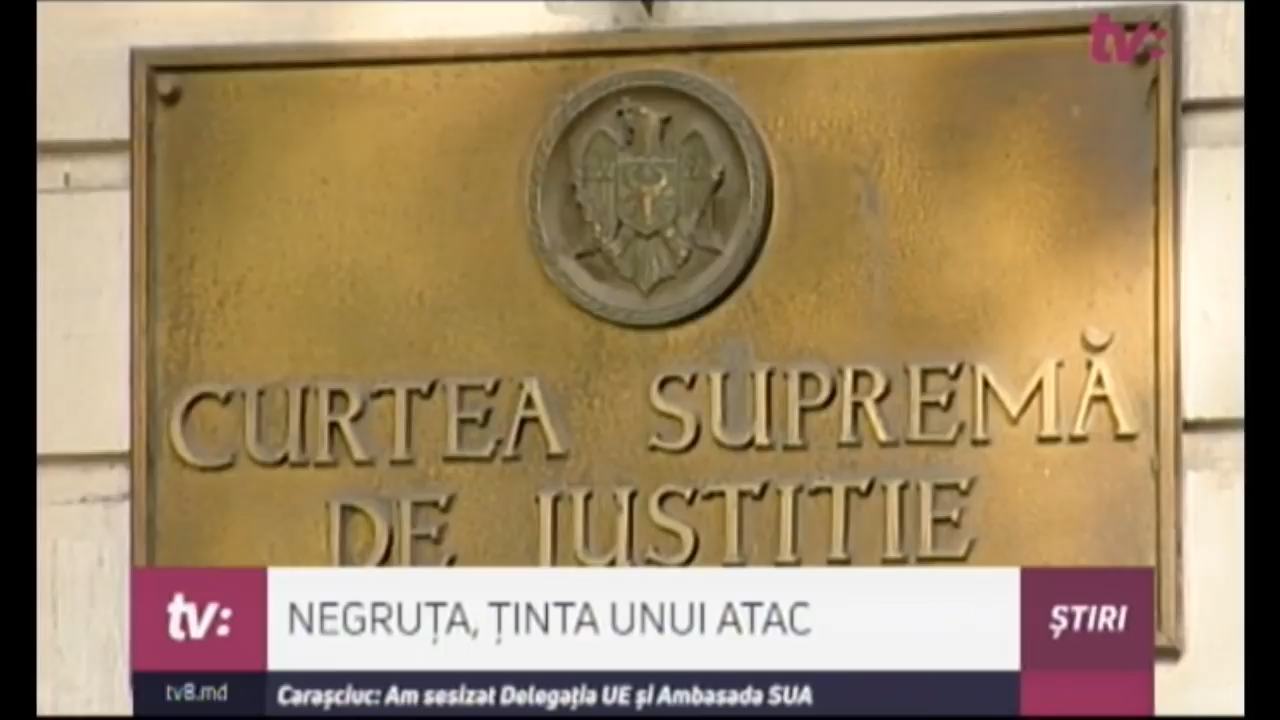 tv:
CURTEA SUPREMĂ
DE JUSTITIE
tv:
NEGRUȚA, ȚINTA UNUI ATAC
ȘTIRI
tv8.md
Carașciuc: Am sesizat Delegația UE și Ambasada SUA